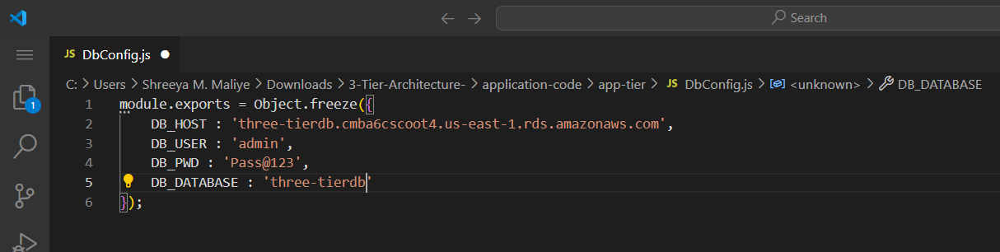 Search
JS DbConfig.js
C: > Users > Shreeya M. Maliye > Downloads > 3-Tier-Architecture- > application-code > app-tier > JS DbConfig.js > <unknown> > DB_DATABASE
1
1 module.exports = Object.freeze({
2 DB_HOST : 'three-tierdb.cmba6cscoot4.us-east-1.rds.amazonaws.com',
3 DB_USER : 'admin',
4 DB_PWD : 'Pass@123',
5 DB_DATABASE : 'three-tierdb'
6 });